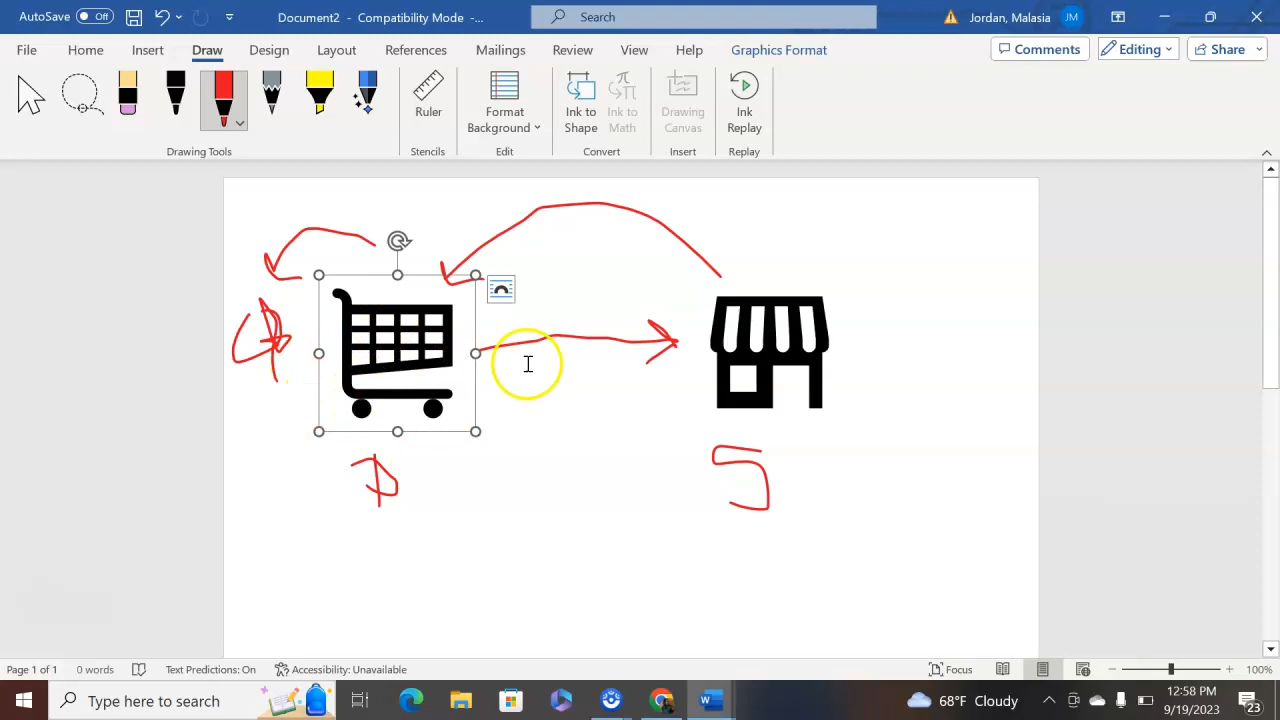 AutoSave Off Document2 - Compatibility Mode -... Search Jordan, Malasia JM
File Home Insert Draw Design Layout References Mailings Review View Help Graphics Format Comments Editing Share
Ruler Format Background Ink to Shape Ink to Math Drawing Canvas Ink Replay
Drawing Tools Stencils Edit Convert Insert Replay
Page 1 of 1 0 words Text Predictions: On Accessibility: Unavailable Focus 100%
Type here to search 68°F Cloudy 12:58 PM
9/19/2023 23